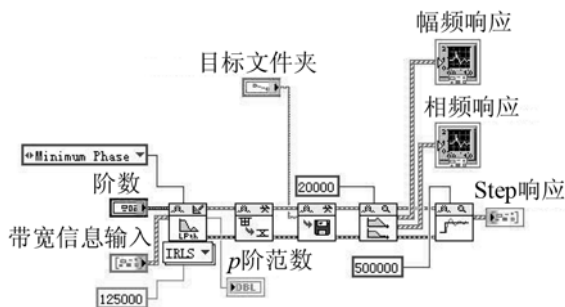 幅频响应
目标文件夹
相频响应
Minimum Phase
阶数
20000
Step响应
带宽信息输入
LPth
IRLS
p阶范数
500000
DBL
125000